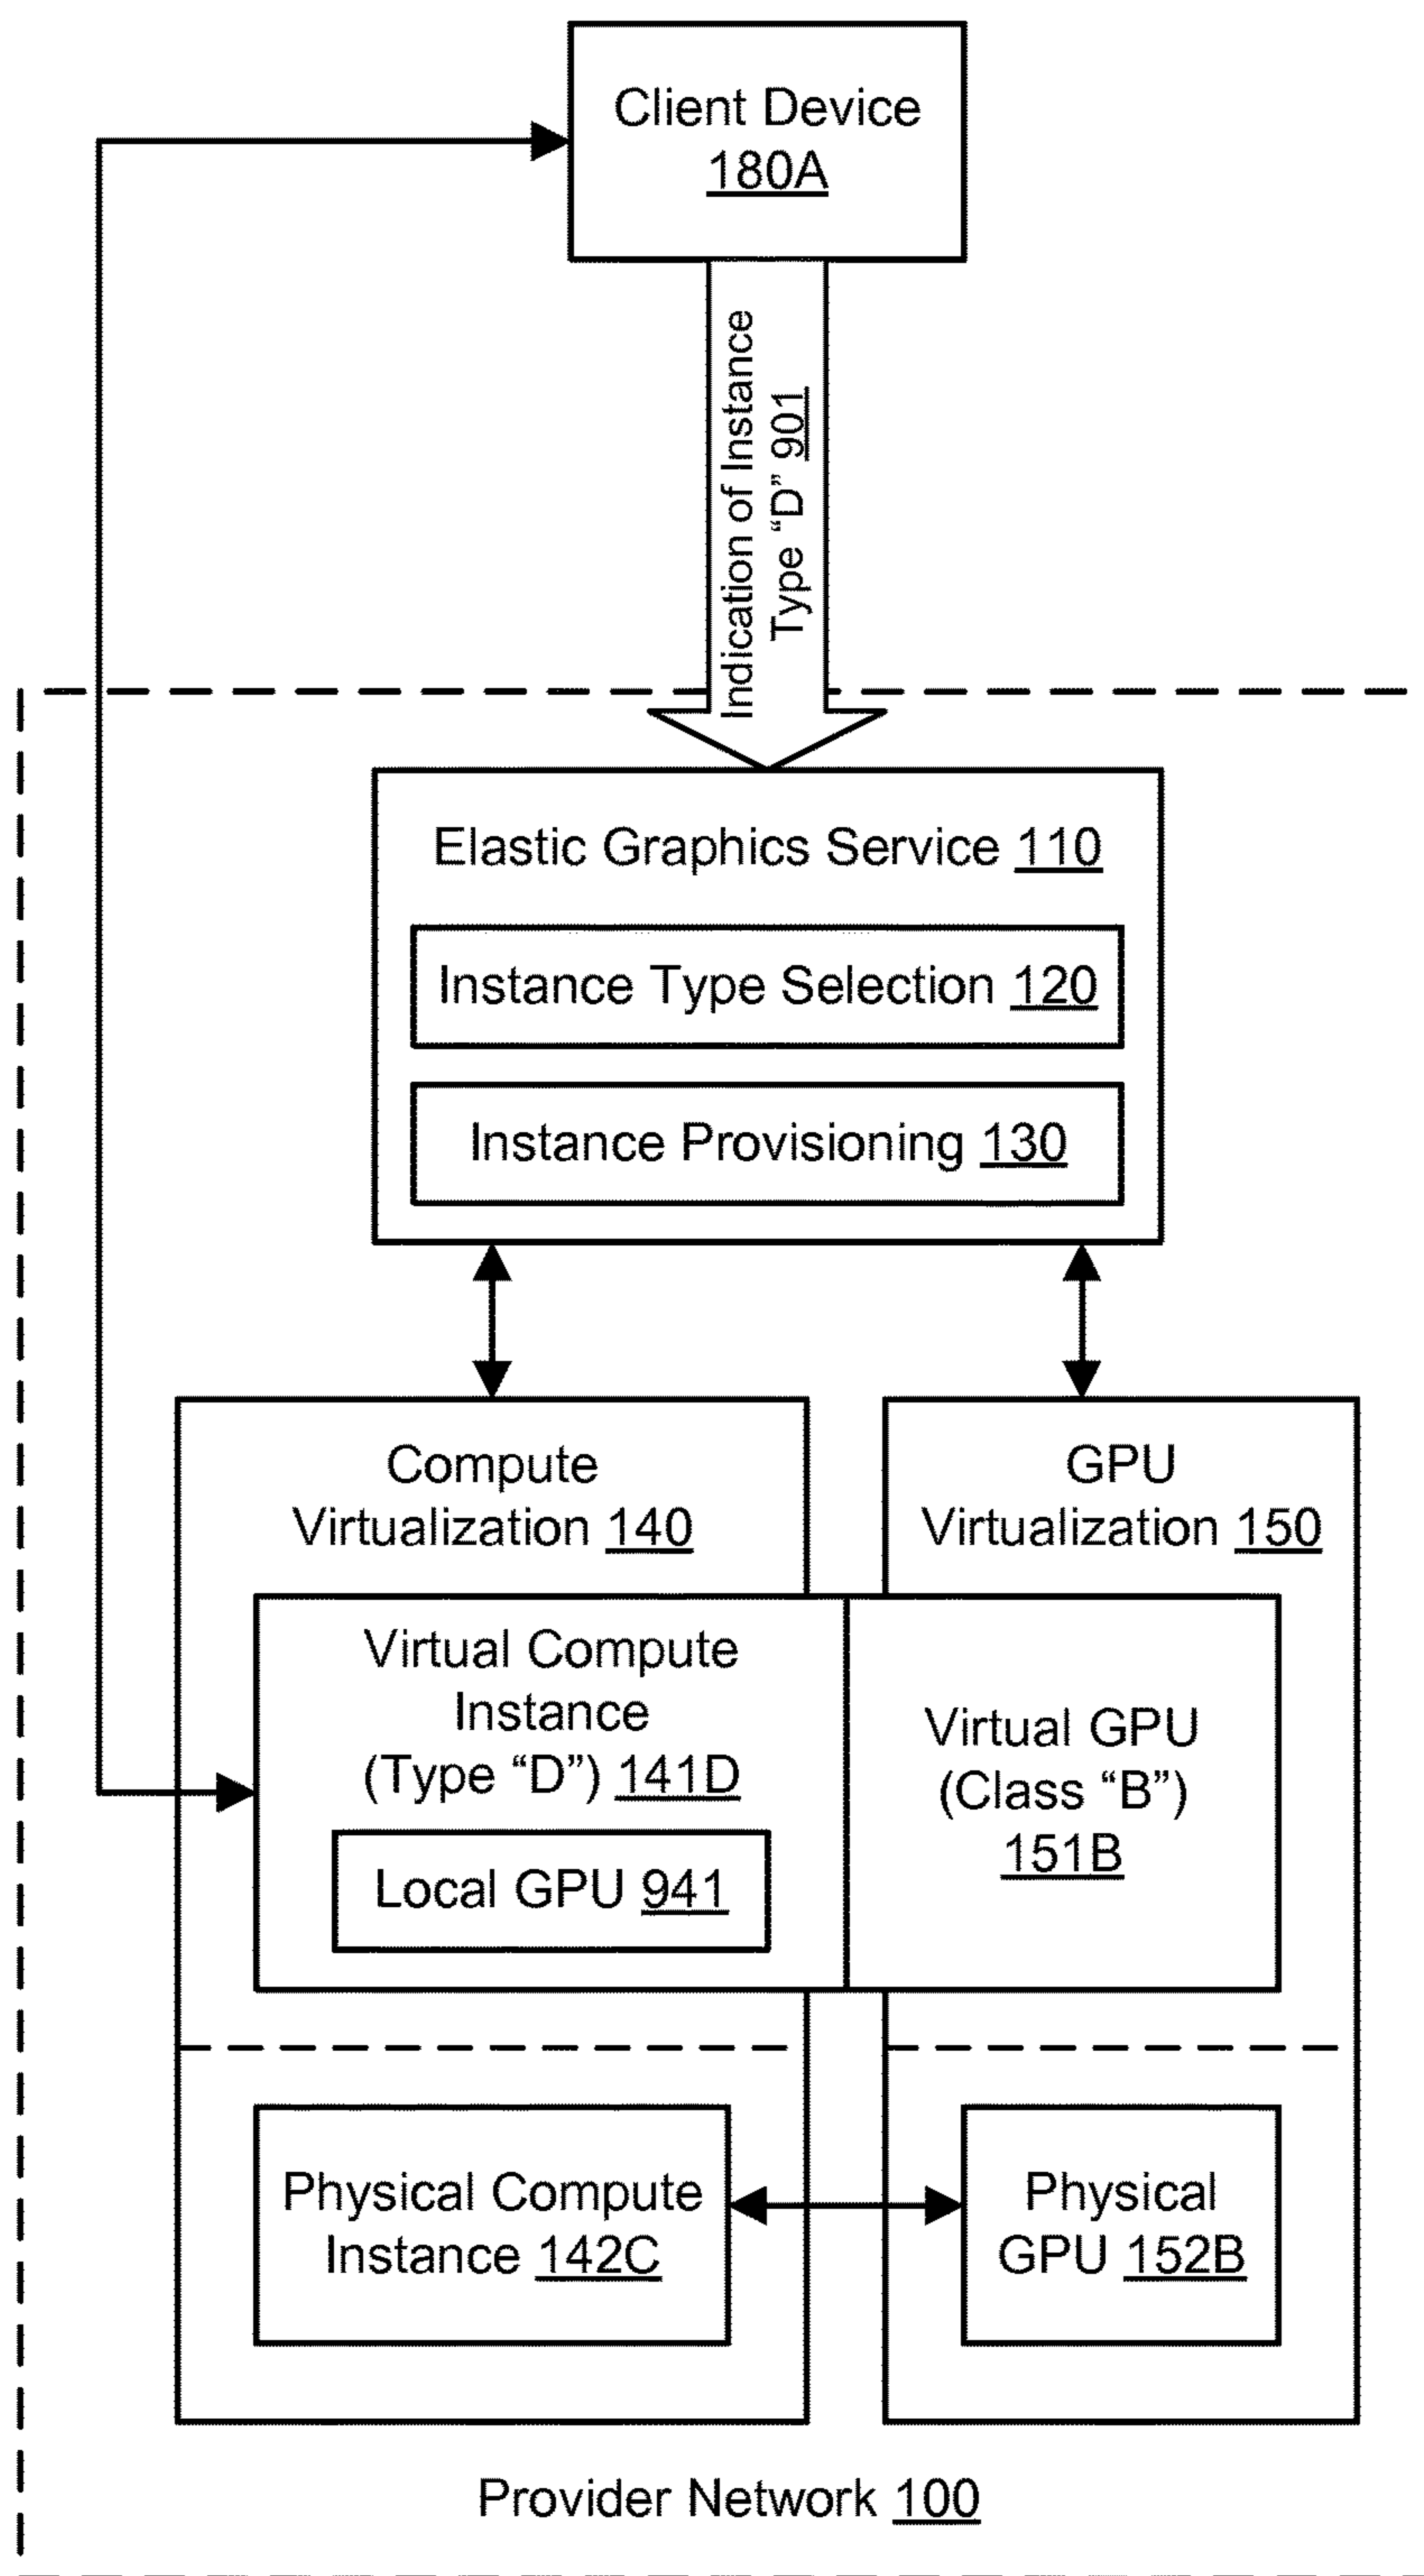 Client Device
180A
Indication of Instance
Type “D” 901
Elastic Graphics Service 110
Instance Type Selection 120
Instance Provisioning 130
Compute
Virtualization 140
GPU
Virtualization 150
Virtual Compute
Instance
(Type “D”) 141D
Local GPU 941
Virtual GPU
(Class “B”)
151B
Physical Compute
Instance 142C
Physical
GPU 152B
Provider Network 100